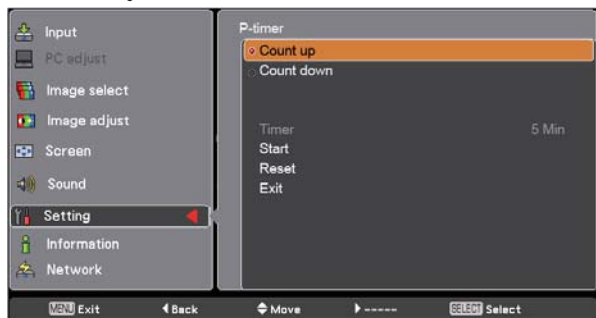 Input
PC adjust
Image select
Image adjust
Screen
Sound
Setting
Information
Network
P-timer
Count up
Count down
Timer 5 Min
Start
Reset
Exit
MENU Exit Back Move ----- SELECT Select